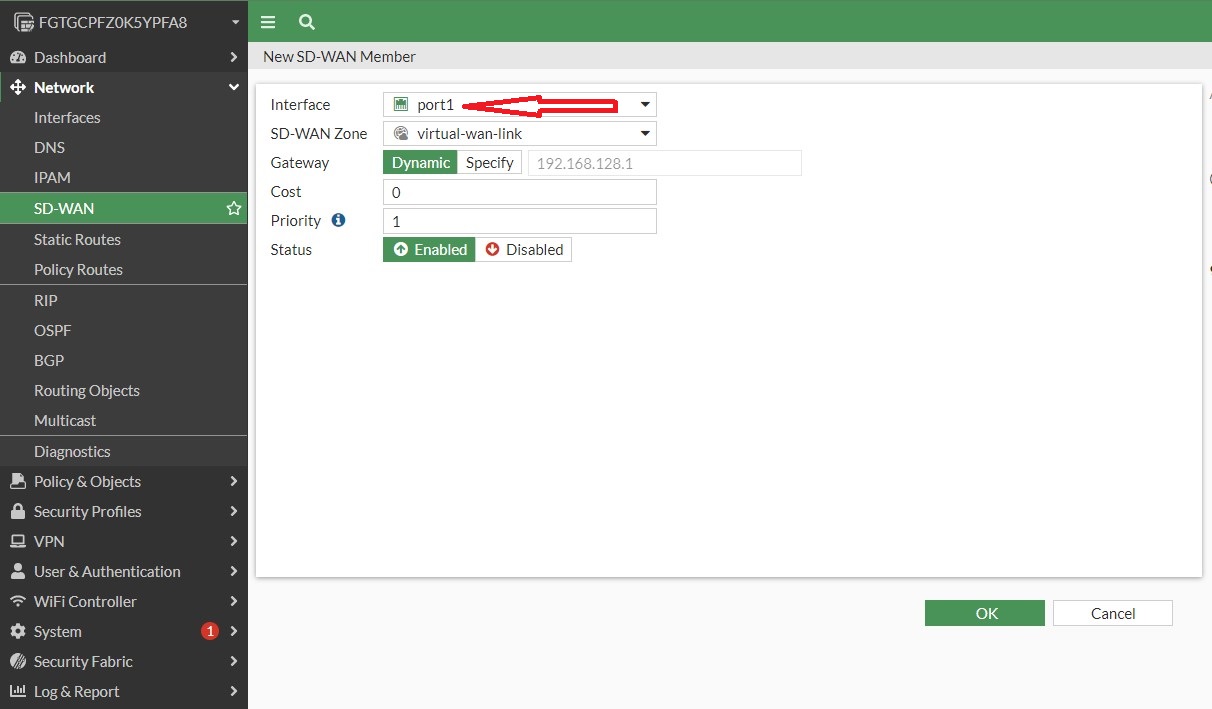 FGTGCPFZ0K5YPFA8
Dashboard
Network
Interfaces
DNS
IPAM
SD-WAN
Static Routes
Policy Routes
RIP
OSPF
BGP
Routing Objects
Multicast
Diagnostics
Policy & Objects
Security Profiles
VPN
User & Authentication
WiFi Controller
System 1
Security Fabric
Log & Report
New SD-WAN Member
Interface port1
SD-WAN Zone virtual-wan-link
Gateway Dynamic Specify 192.168.128.1
Cost 0
Priority 1
Status Enabled Disabled
OK Cancel